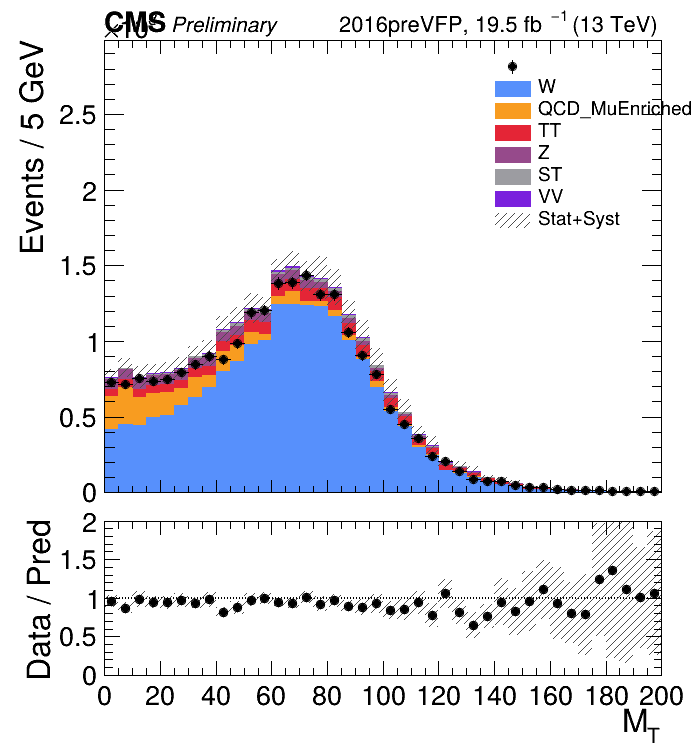 CMS Preliminary 2016preVFP, 19.5 fb⁻¹ (13 TeV)
Events / 5 GeV
2.5
2
1.5
1
0.5
0
W
QCD_MuEnriched
TT
Z
ST
VV
Stat+Syst
Data / Pred
2
1.5
1
0.5
0
0 20 40 60 80 100 120 140 160 180 200
M_T